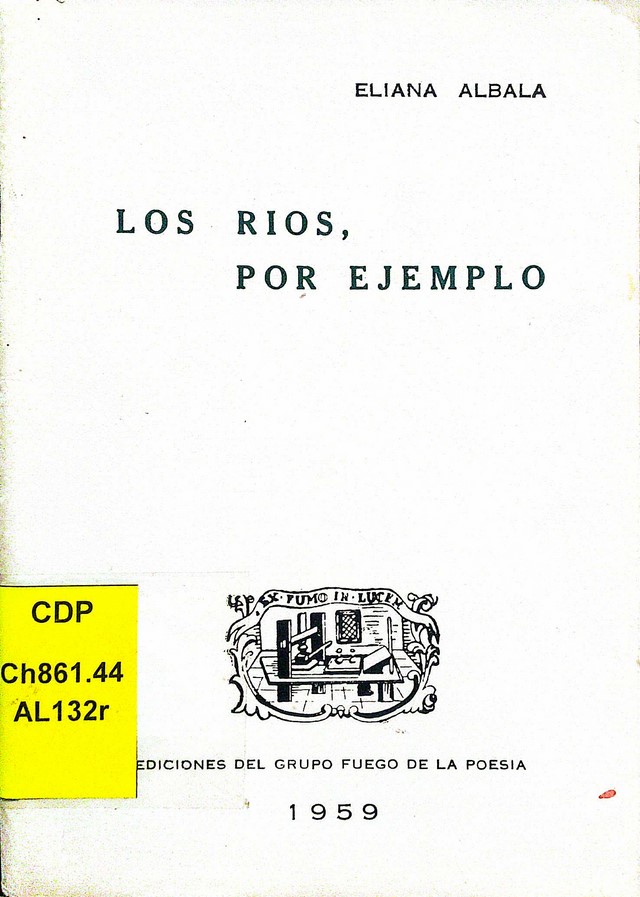 ELIANA ALBALA
LOS RIOS,
POR EJEMPLO
EX·FUMO IN·LUCEM
CDP
Ch861.44
AL132r
EDICIONES DEL GRUPO FUEGO DE LA POESIA
1959